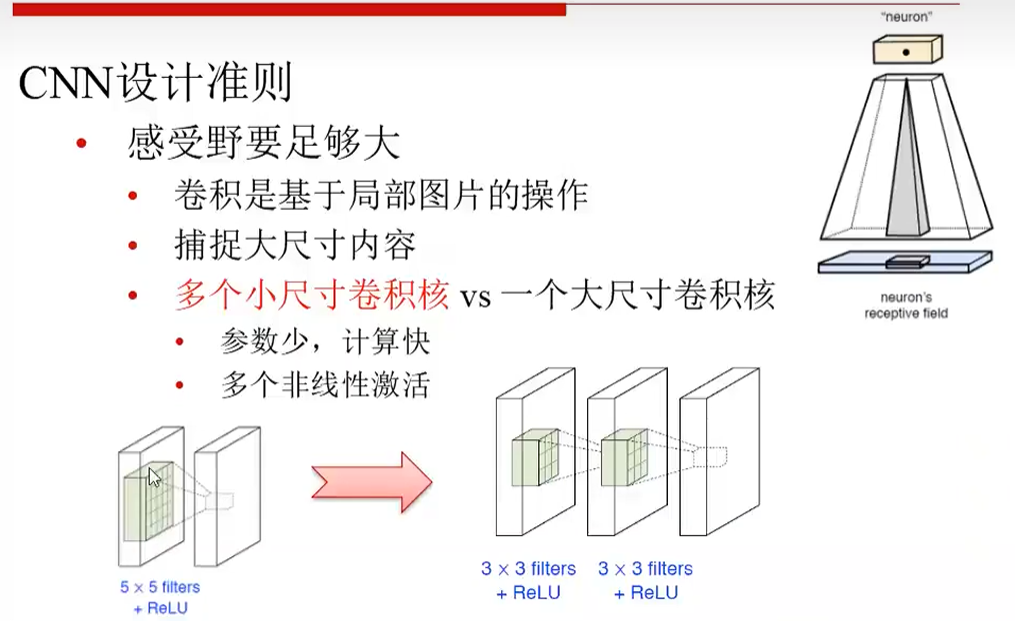 “neuron”
CNN设计准则
感受野要足够大
卷积是基于局部图片的操作
捕捉大尺寸内容
多个小尺寸卷积核 vs 一个大尺寸卷积核
neuron's
receptive field
参数少，计算快
多个非线性激活
5 × 5 filters
+ ReLU
3 × 3 filters
+ ReLU
3 × 3 filters
+ ReLU